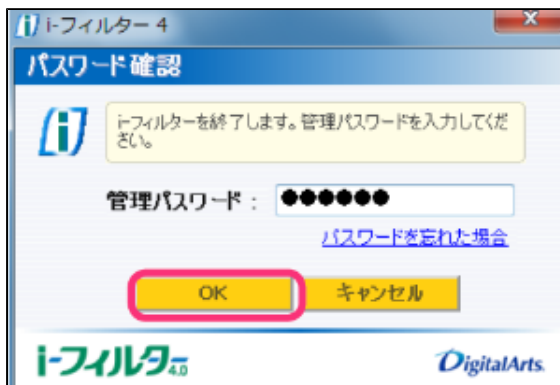 i-フィルター 4
パスワード確認
i-フィルターを終了します。管理パスワードを入力してくだ
さい。
管理パスワード： ●●●●●●
パスワードを忘れた場合
OK キャンセル
i-フィルター4.0 DigitalArts.